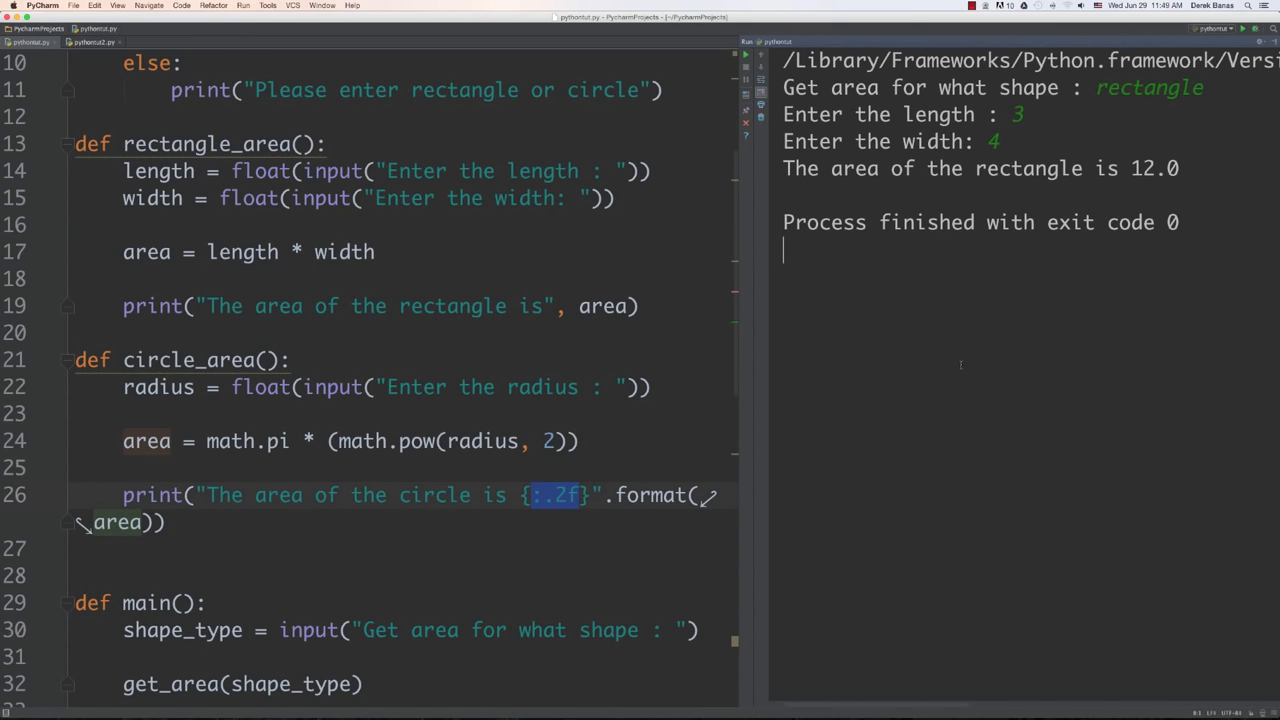 PyCharm File Edit View Navigate Code Refactor Run Tools VCS Window Help
Wed Jun 29 11:49 AM Derek Banas
pythontut.py - PyCharmProjects - [~/PycharmProjects]
PycharmProjects pythontut.py
pythontut
pythontut.py pythontut2.py
Run pythontut
10 else:
11 print("Please enter rectangle or circle")
12
13 def rectangle_area():
14 length = float(input("Enter the length : "))
15 width = float(input("Enter the width: "))
16
17 area = length * width
18
19 print("The area of the rectangle is", area)
20
21 def circle_area():
22 radius = float(input("Enter the radius : "))
23
24 area = math.pi * (math.pow(radius, 2))
25
26 print("The area of the circle is {:.2f}".format(
area))
27
28
29 def main():
30 shape_type = input("Get area for what shape : ")
31
32 get_area(shape_type)
/Library/Frameworks/Python.framework/Versi
Get area for what shape : rectangle
Enter the length : 3
Enter the width: 4
The area of the rectangle is 12.0
Process finished with exit code 0